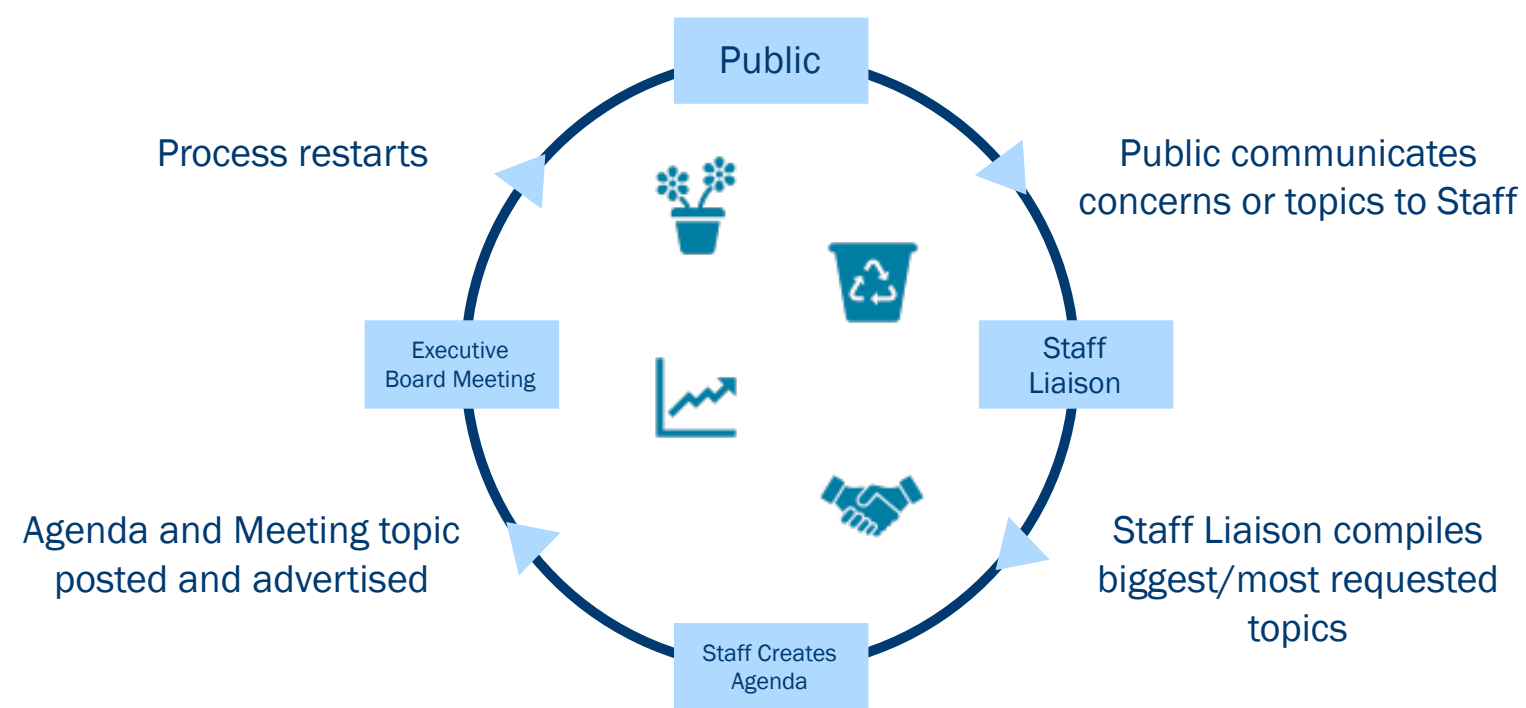 Public
Process restarts
Public communicates
concerns or topics to Staff
Executive
Board Meeting
Staff
Liaison
Agenda and Meeting topic
posted and advertised
Staff Liaison compiles
biggest/most requested
topics
Staff Creates
Agenda